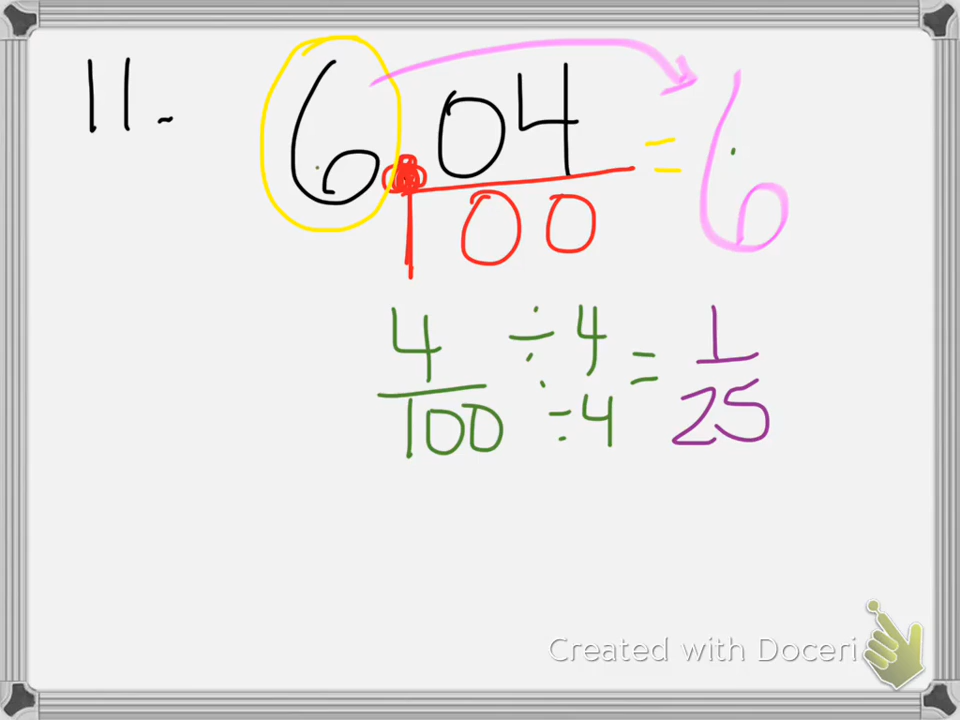 11. 6.04 = 6
100
4 ÷ 4 = 1
100 ÷ 4 25
Created with Doceri